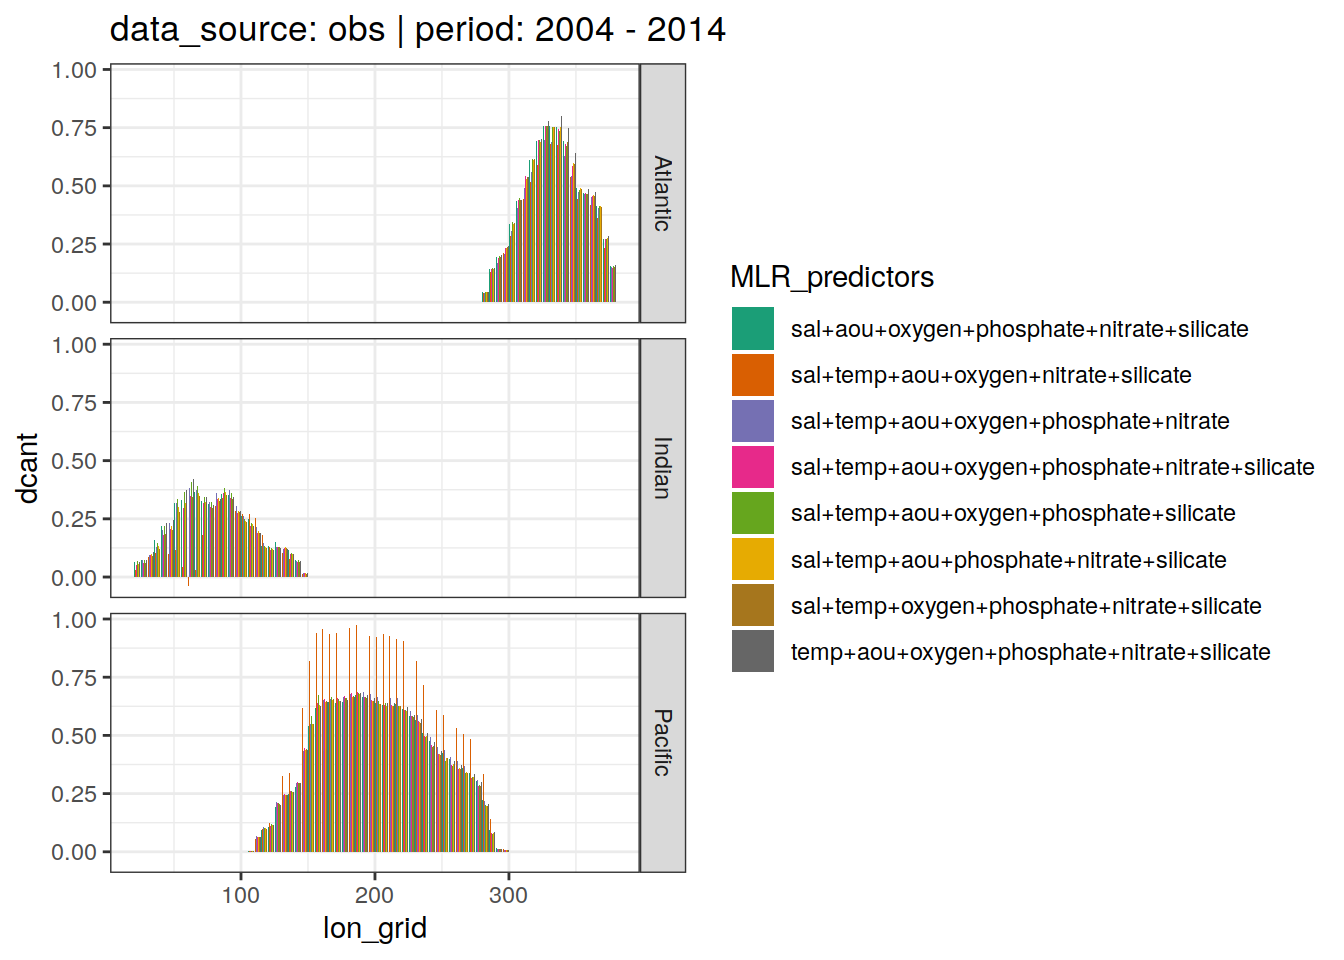 data_source: obs | period: 2004 - 2014
1.00
0.75
0.50
0.25
0.00
Atlantic
1.00
0.75
0.50
0.25
0.00
Indian
1.00
0.75
0.50
0.25
0.00
Pacific
dcant
100
200
300
lon_grid
MLR_predictors
sal+aou+oxygen+phosphate+nitrate+silicate
sal+temp+aou+oxygen+nitrate+silicate
sal+temp+aou+oxygen+phosphate+nitrate
sal+temp+aou+oxygen+phosphate+nitrate+silicate
sal+temp+aou+oxygen+phosphate+silicate
sal+temp+aou+phosphate+nitrate+silicate
sal+temp+oxygen+phosphate+nitrate+silicate
temp+aou+oxygen+phosphate+nitrate+silicate